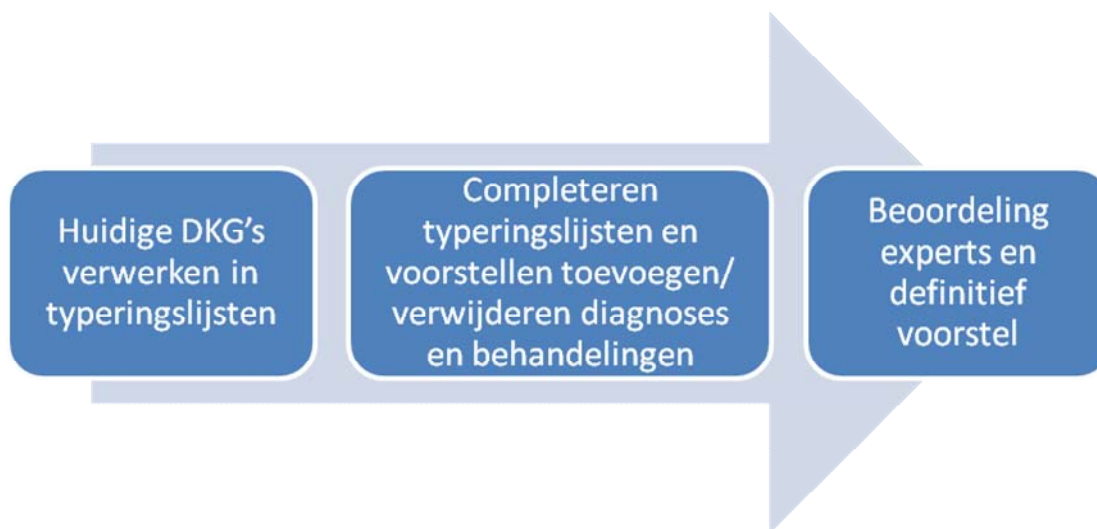 Huidige DKG's
verwerken in
typeringslijsten
Completeren
typeringslijsten en
voorstellen toevoegen/
verwijderen diagnoses
en behandelingen
Beoordeling
experts en
definitief
voorstel